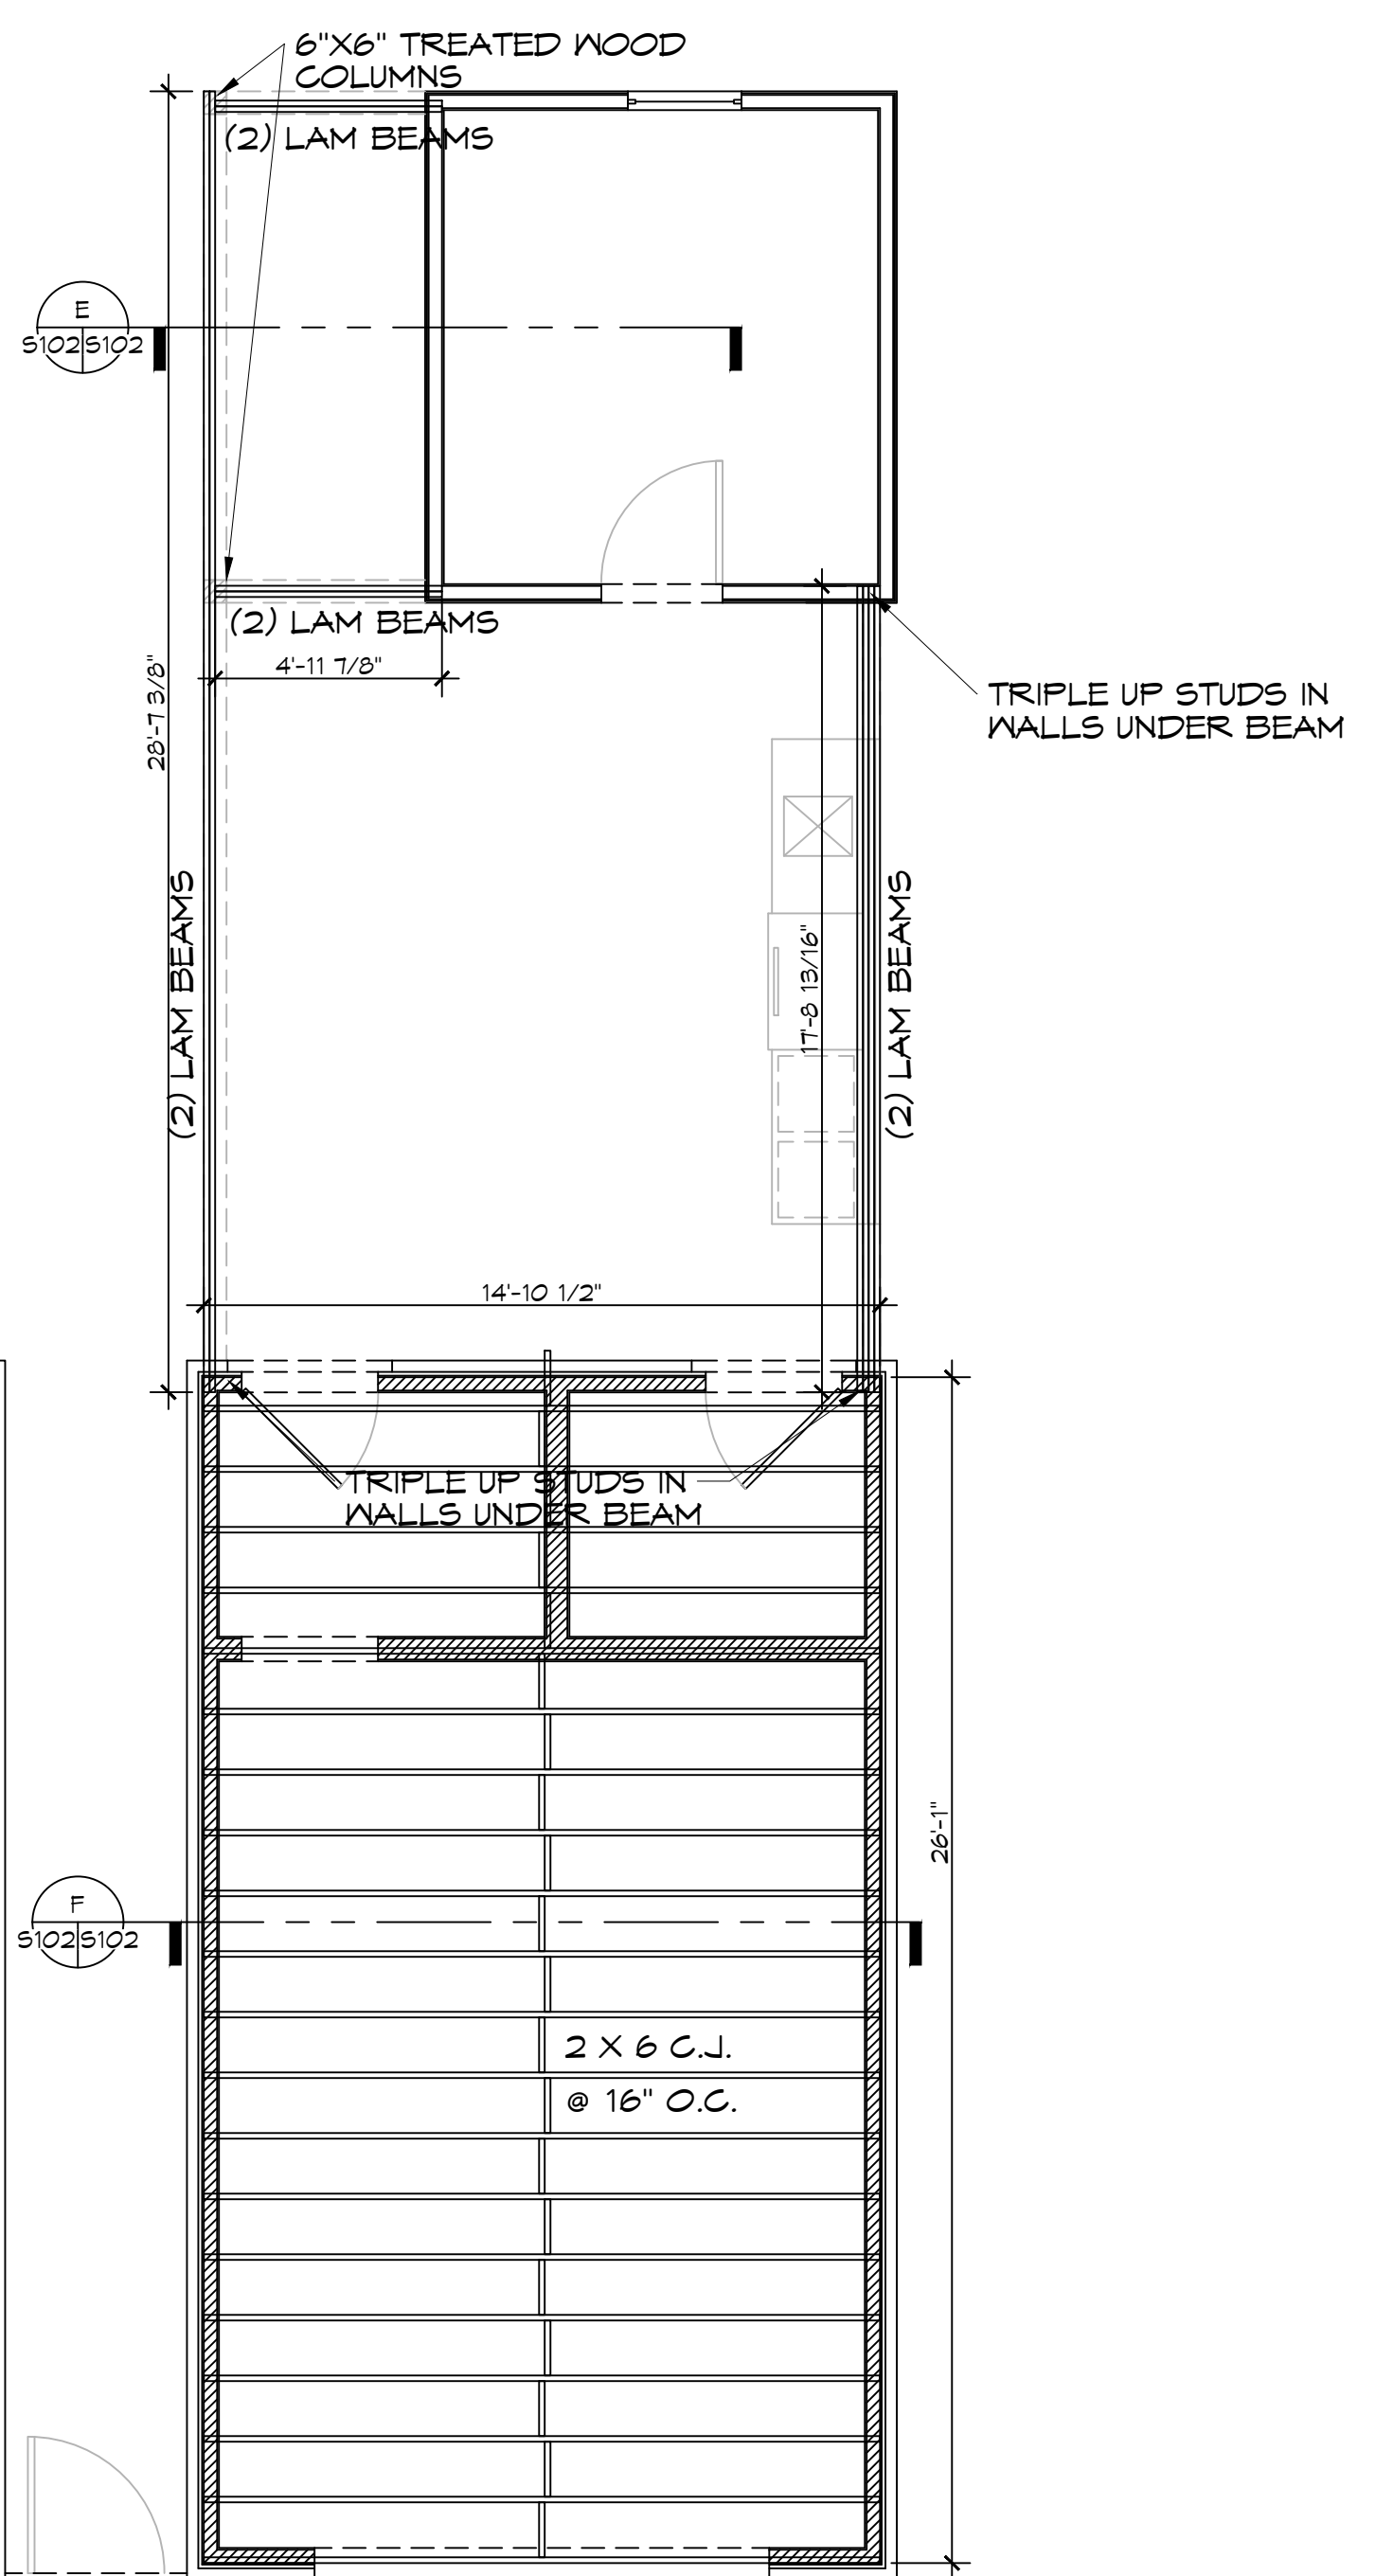 6"X6" TREATED WOOD
COLUMNS
(2) LAM BEAMS
E
S102 S102
(2) LAM BEAMS
4'-11 7/8"
28'-7 3/8"
TRIPLE UP STUDS IN
WALLS UNDER BEAM
(2) LAM BEAMS
17'-8 13/16"
(2) LAM BEAMS
14'-10 1/2"
TRIPLE UP STUDS IN
WALLS UNDER BEAM
26'-1"
F
S102 S102
2 X 6 C.J.
@ 16" O.C.